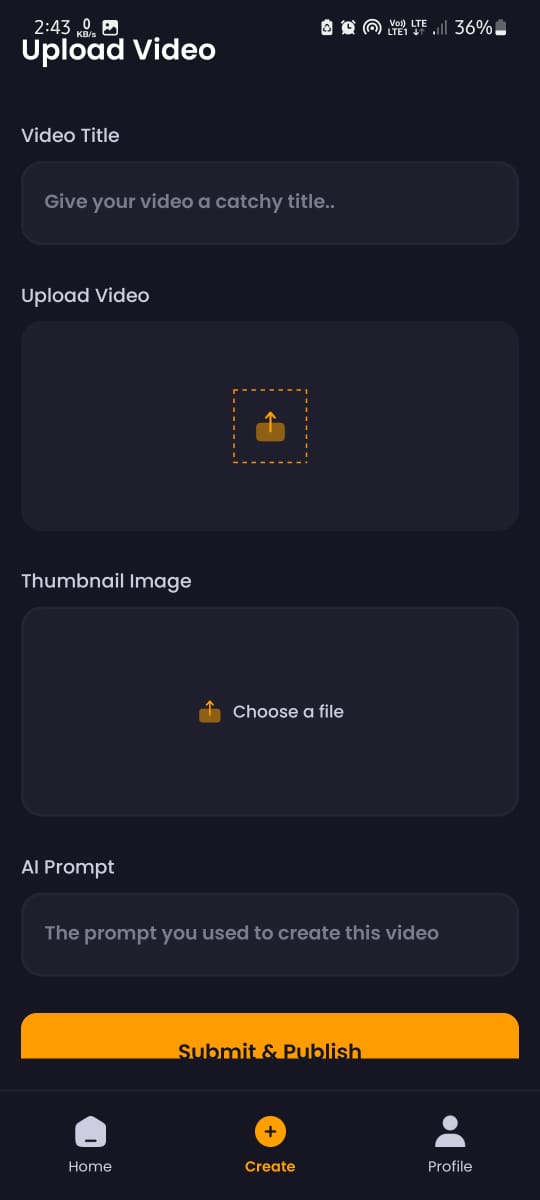 2:43 0 KB/s Vo) LTE1 LTE 36%
Upload Video
Video Title
Give your video a catchy title..
Upload Video
Thumbnail Image
Choose a file
AI Prompt
The prompt you used to create this video
Submit & Publish
Home Create Profile